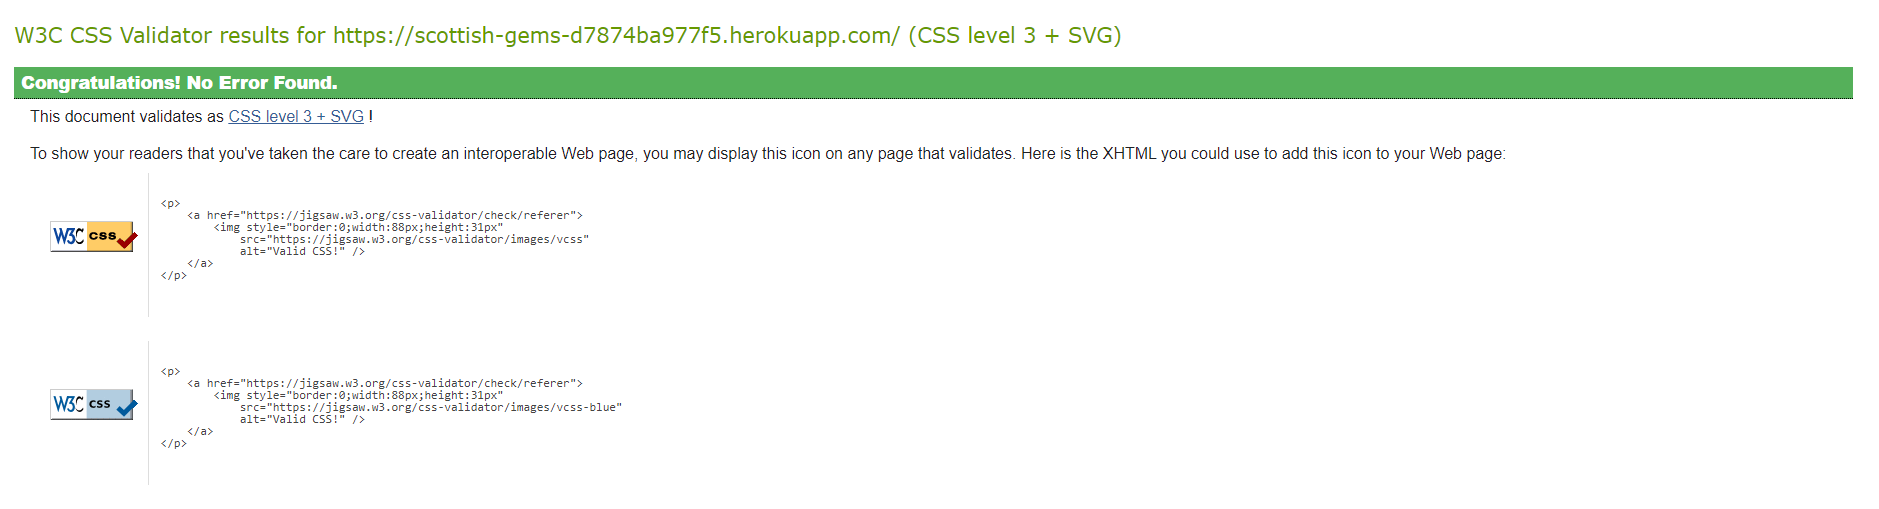 W3C CSS Validator results for https://scottish-gems-d7874ba977f5.herokuapp.com/ (CSS level 3 + SVG)
Congratulations! No Error Found.
This document validates as CSS level 3 + SVG !
To show your readers that you've taken the care to create an interoperable Web page, you may display this icon on any page that validates. Here is the XHTML you could use to add this icon to your Web page:
W3C css
<p>
<a href="https://jigsaw.w3.org/css-validator/check/referer">
<img style="border:0;width:88px;height:31px"
src="https://jigsaw.w3.org/css-validator/images/vcss"
alt="Valid CSS!" />
</a>
</p>
W3C css
<p>
<a href="https://jigsaw.w3.org/css-validator/check/referer">
<img style="border:0;width:88px;height:31px"
src="https://jigsaw.w3.org/css-validator/images/vcss-blue"
alt="Valid CSS!" />
</a>
</p>